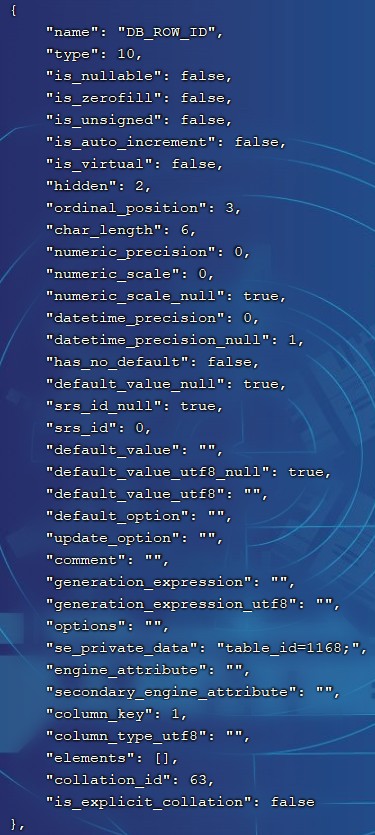 {
"name": "DB_ROW_ID",
"type": 10,
"is_nullable": false,
"is_zerofill": false,
"is_unsigned": false,
"is_auto_increment": false,
"is_virtual": false,
"hidden": 2,
"ordinal_position": 3,
"char_length": 6,
"numeric_precision": 0,
"numeric_scale": 0,
"numeric_scale_null": true,
"datetime_precision": 0,
"datetime_precision_null": 1,
"has_no_default": false,
"default_value_null": true,
"srs_id_null": true,
"srs_id": 0,
"default_value": "",
"default_value_utf8_null": true,
"default_value_utf8": "",
"default_option": "",
"update_option": "",
"comment": "",
"generation_expression": "",
"generation_expression_utf8": "",
"options": "",
"se_private_data": "table_id=1168;",
"engine_attribute": "",
"secondary_engine_attribute": "",
"column_key": 1,
"column_type_utf8": "",
"elements": [],
"collation_id": 63,
"is_explicit_collation": false
},